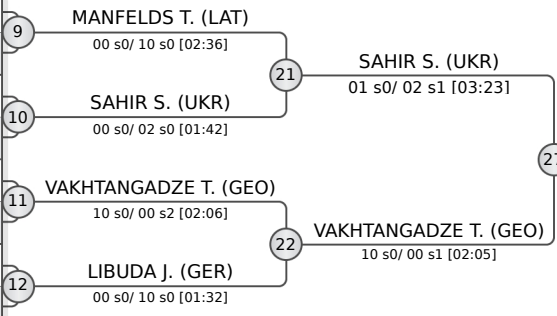 9
MANFELDS T. (LAT)
00 s0/ 10 s0 [02:36]
21
SAHIR S. (UKR)
01 s0/ 02 s1 [03:23]
10
SAHIR S. (UKR)
00 s0/ 02 s0 [01:42]
11
VAKHTANGADZE T. (GEO)
10 s0/ 00 s2 [02:06]
22
VAKHTANGADZE T. (GEO)
10 s0/ 00 s1 [02:05]
12
LIBUDA J. (GER)
00 s0/ 10 s0 [01:32]